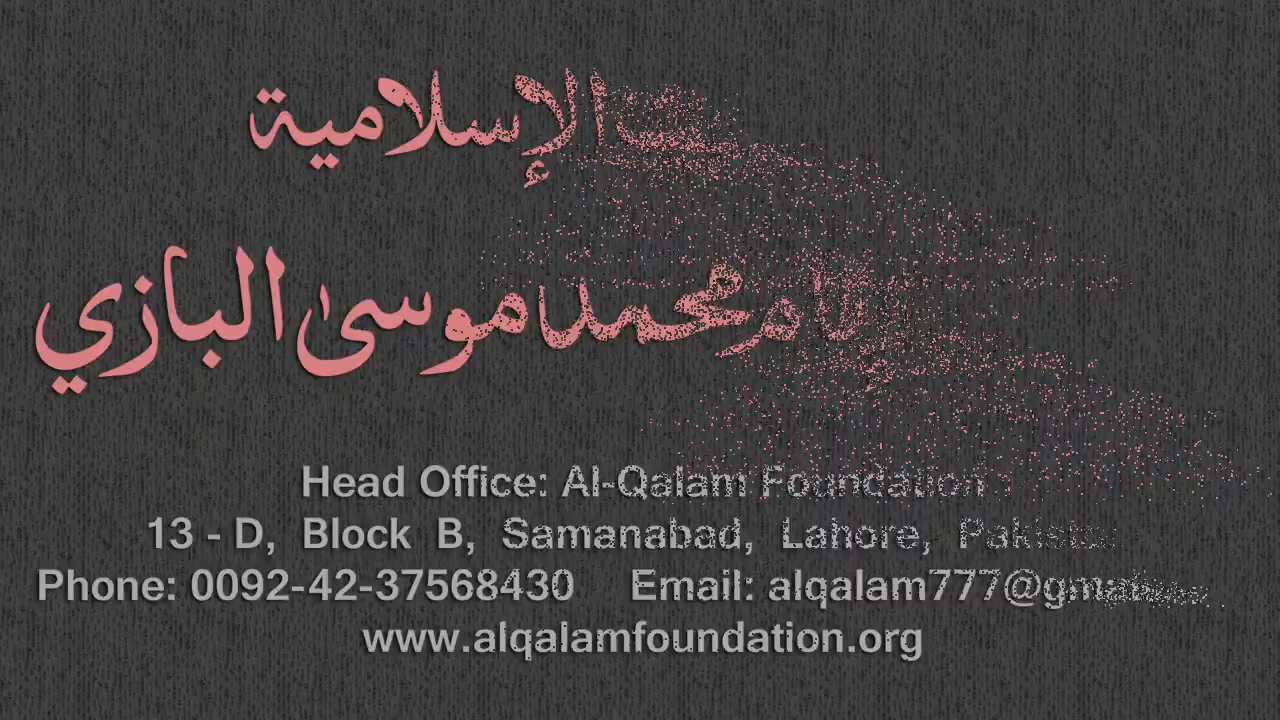 الإسلامية
محمد موسىٰ البازي
Head Office: Al-Qalam Foundation
13 - D, Block B, Samanabad, Lahore, Pakistan
Phone: 0092-42-37568430 Email:
www.alqalamfoundation.org